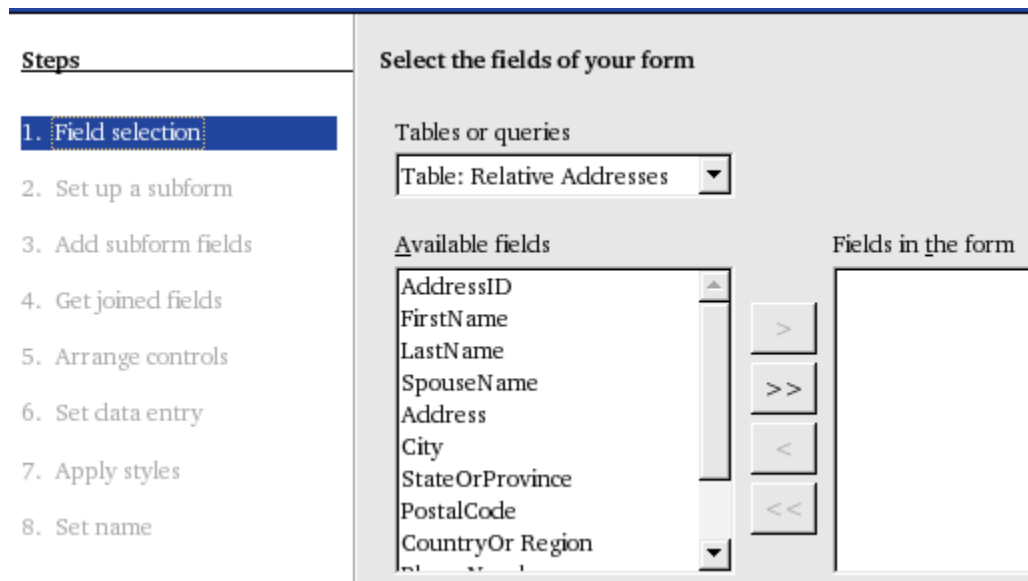 Steps
1. Field selection
2. Set up a subform
3. Add subform fields
4. Get joined fields
5. Arrange controls
6. Set data entry
7. Apply styles
8. Set name
Select the fields of your form
Tables or queries
Table: Relative Addresses
Available fields
AddressID
FirstName
LastName
SpouseName
Address
City
StateOrProvince
PostalCode
CountryOr Region
>
>>
<
<<
Fields in the form